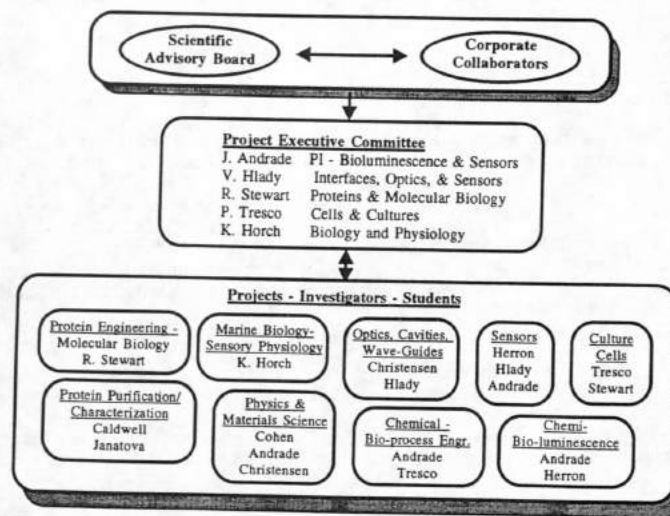 Scientific
Advisory Board
Corporate
Collaborators
Project Executive Committee
J. Andrade PI - Bioluminescence & Sensors
V. Hlady Interfaces, Optics, & Sensors
R. Stewart Proteins & Molecular Biology
P. Tresco Cells & Cultures
K. Horch Biology and Physiology
Projects - Investigators - Students
Protein Engineering -
Molecular Biology
R. Stewart
Marine Biology-
Sensory Physiology
K. Horch
Optics, Cavities,
Wave-Guides
Christensen
Hlady
Sensors
Herron
Hlady
Andrade
Culture
Cells
Tresco
Stewart
Protein Purification/
Characterization
Caldwell
Janatova
Physics &
Materials Science
Cohen
Andrade
Christensen
Chemical -
Bio-process Engr.
Andrade
Tresco
Chemi-
Bio-luminescence
Andrade
Herron